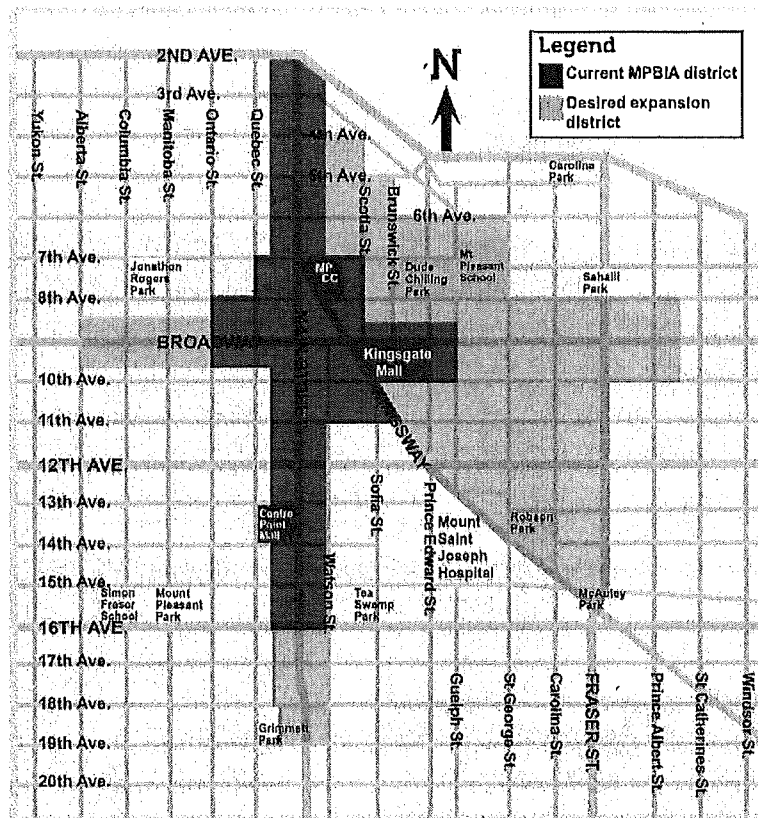 2ND AVE.
3rd Ave.
4th Ave.
5th Ave.
6th Ave.
N
Legend
Current MPBIA district
Desired expansion
district
Yukon St.
Alberta St.
Columbia St.
Manitoba St.
Ontario St.
Quebec St.
Scotia St.
Brunswick St.
Carolina
Park
7th Ave.
Jonathan
Rogers
Park
MP
CC
Dude
Chilling
Park
Mt
Pleasant
School
Sahalli
Park
8th Ave.
BROADWAY
Kingsgate
Mall
10th Ave.
11th Ave.
12TH AVE
13th Ave.
14th Ave.
15th Ave.
Simon
Fraser
School
Mount
Pleasant
Park
16TH AVE
17th Ave.
18th Ave.
19th Ave.
20th Ave.
Centre
Point
Mall
Watson St.
Sofia St.
Tea
Swamp
Park
Prince Edward St.
Mount
Saint
Joseph
Hospital
Robson
Park
McAuley
Park
Grimmett
Park
Guelph St.
St George St.
Carolina St.
FRASER ST.
Prince Albert St.
St Catherines St.
Windsor St.